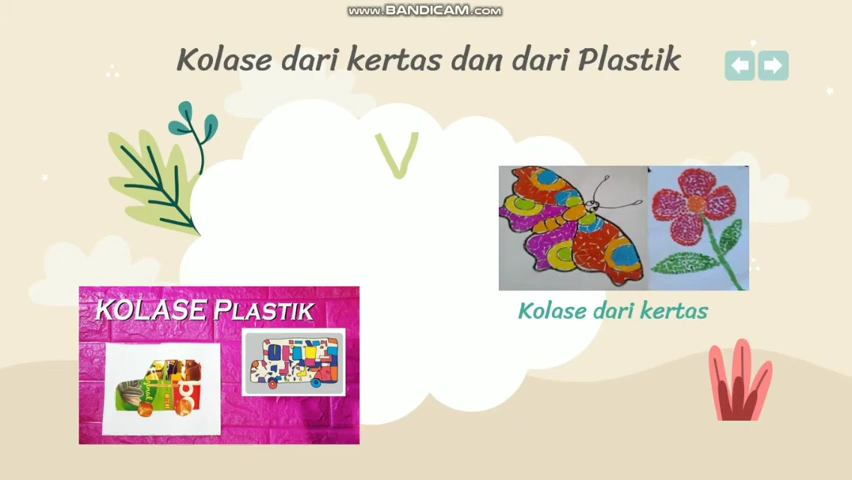 WWW.BANDICAM.COM
Kolase dari kertas dan dari Plastik
V
Kolase dari kertas
KOLASE PLASTIK